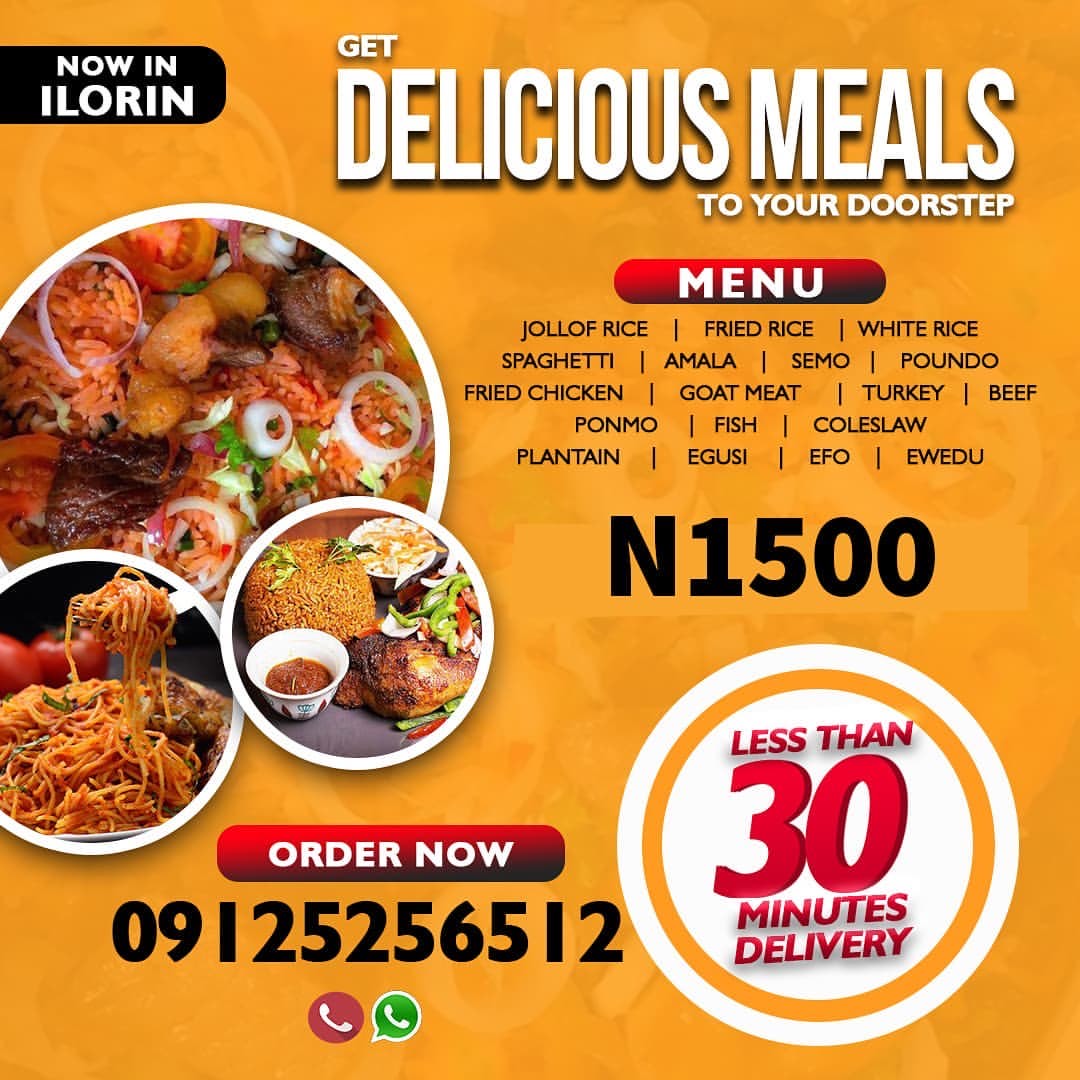 NOW IN
ILORIN
GET
DELICIOUS MEALS
TO YOUR DOORSTEP
MENU
JOLLOF RICE | FRIED RICE | WHITE RICE
SPAGHETTI | AMALA | SEMO | POUNDO
FRIED CHICKEN | GOAT MEAT | TURKEY | BEEF
PONMO | FISH | COLESLAW
PLANTAIN | EGUSI | EFO | EWEDU
N1500
LESS THAN
30
MINUTES
DELIVERY
ORDER NOW
09125256512